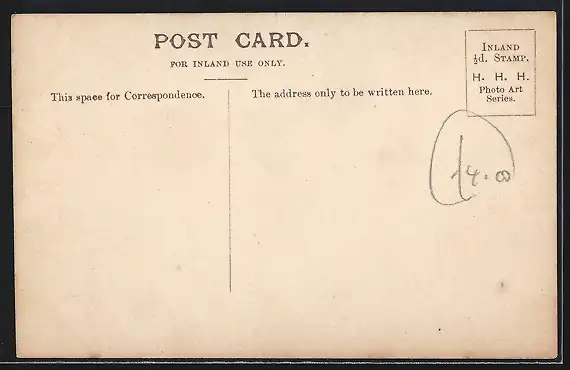 POST CARD.
FOR INLAND USE ONLY.
This space for Correspondence.
The address only to be written here.
INLAND
½d. STAMP.
H. H. H.
Photo Art
Series.
14.00